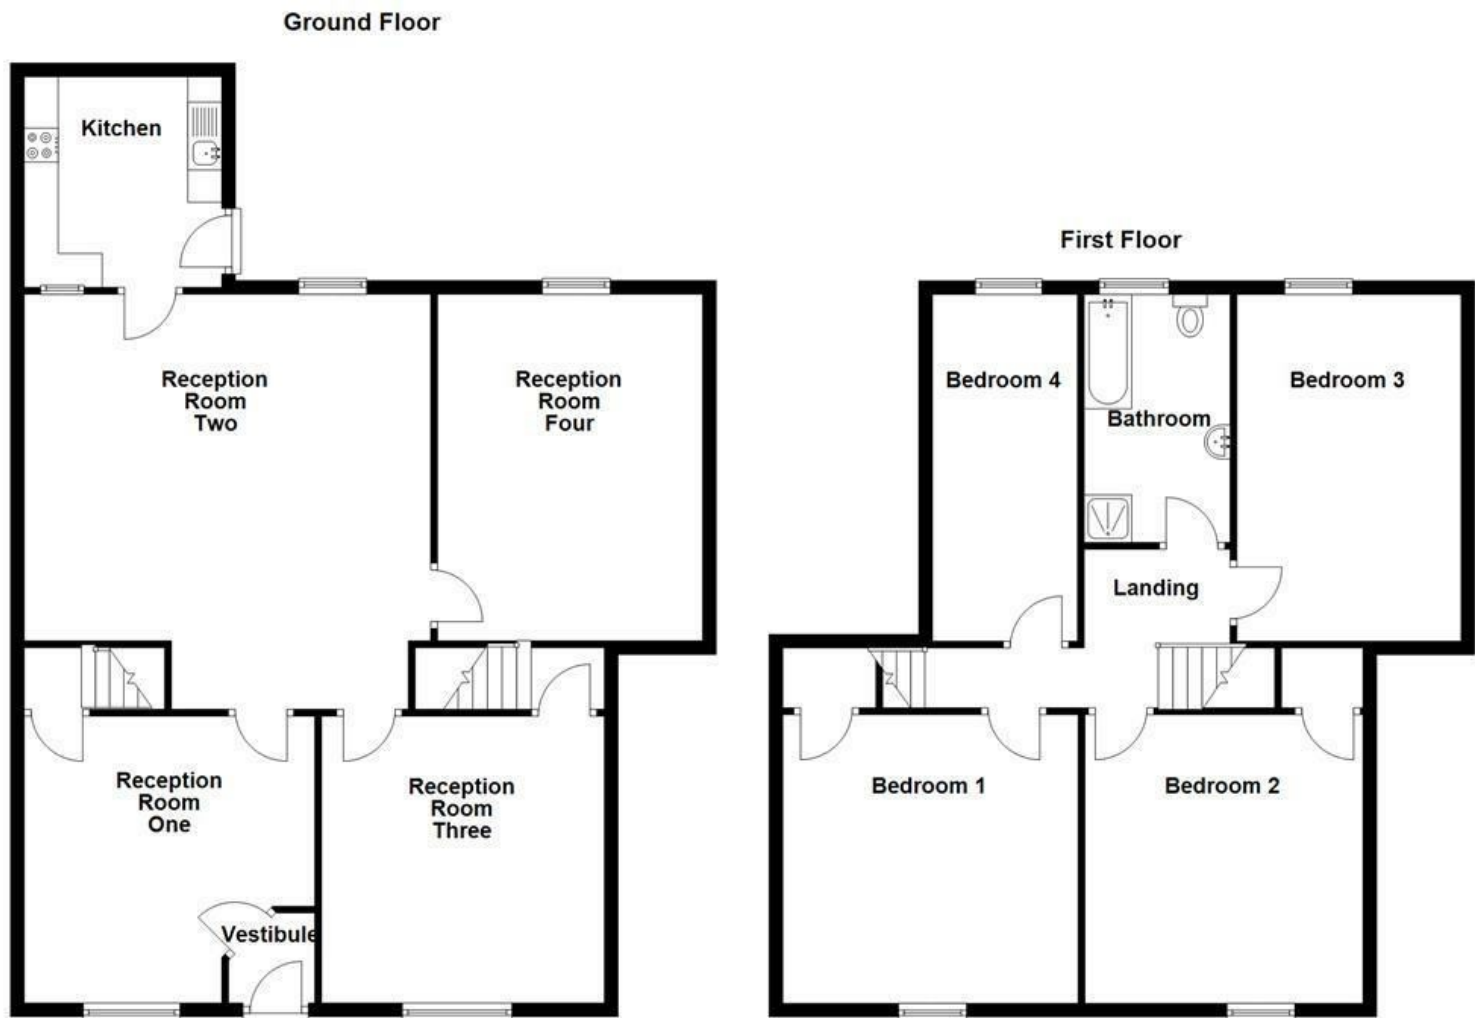 Ground Floor
Kitchen
Reception
Room
Two
Reception
Room
Four
Reception
Room
One
Reception
Room
Three
Vestibule
First Floor
Bedroom 4
Bathroom
Bedroom 3
Landing
Bedroom 1
Bedroom 2